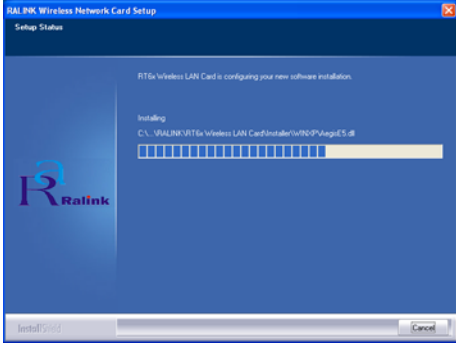 RALINK Wireless Network Card Setup
Setup Status
RT6x Wireless LAN Card is configuring your new software installation.
Installing
C:\...\RALINK\RT6x Wireless LAN Card\Installer\WINXP\AegisE5.dll
Ralink
InstallShield
Cancel